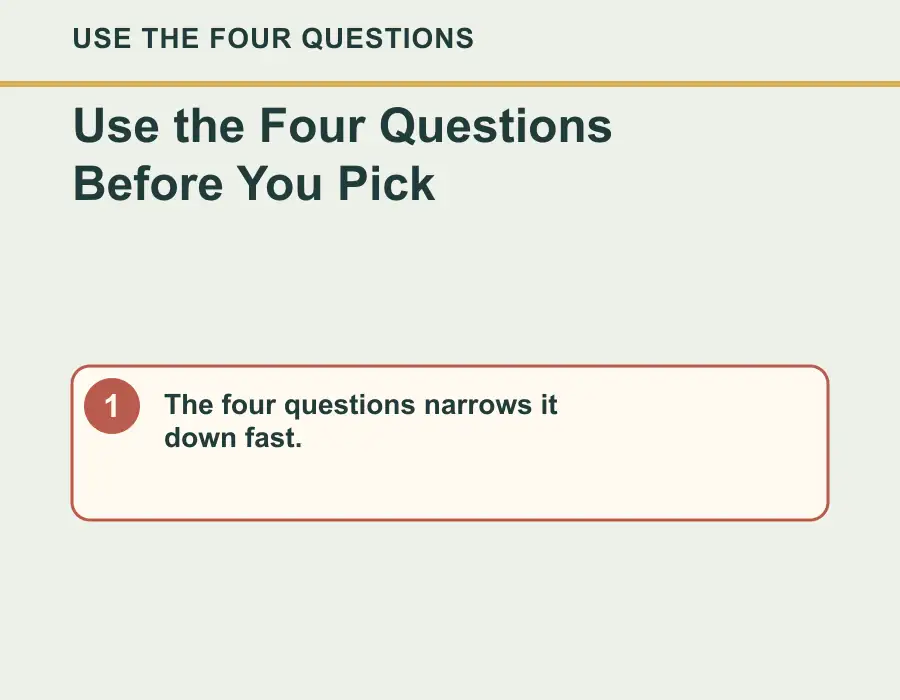 USE THE FOUR QUESTIONS
Use the Four Questions
Before You Pick
1
The four questions narrows it
down fast.